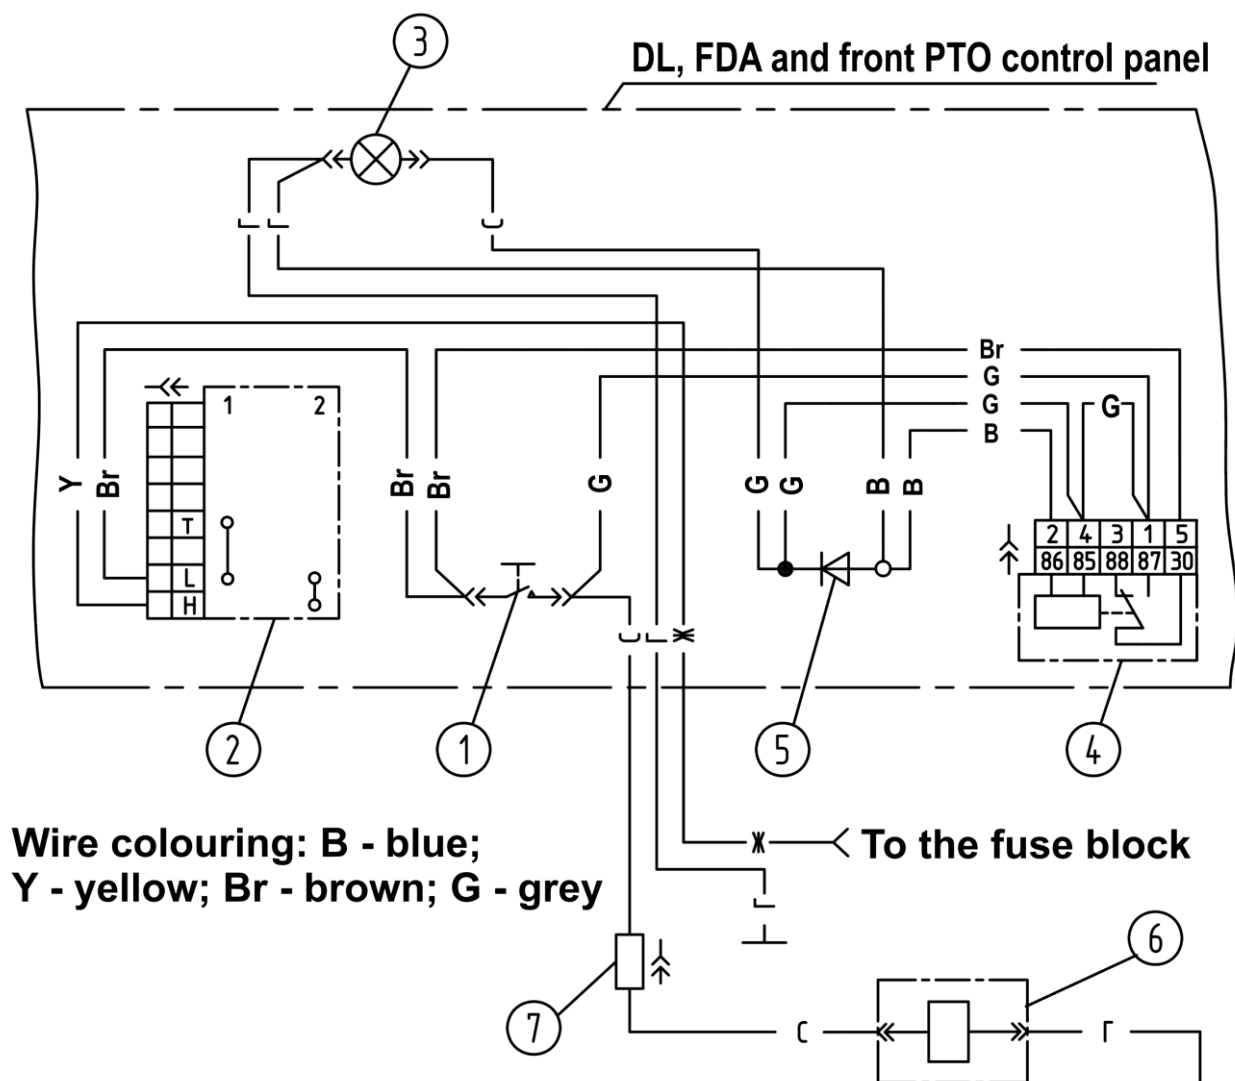 3
DL, FDA and front PTO control panel
Г
Г
С
Br
G
G
G
B
1
2
Y
Br
Br
Br
G
G
G
B
B
T
L
H
2
4
3
1
5
86
85
88
87
30
С
Г
Ж
2
1
5
4
Wire colouring: B - blue;
Y - yellow; Br - brown; G - grey
Ж
To the fuse block
Г
7
6
С
Г